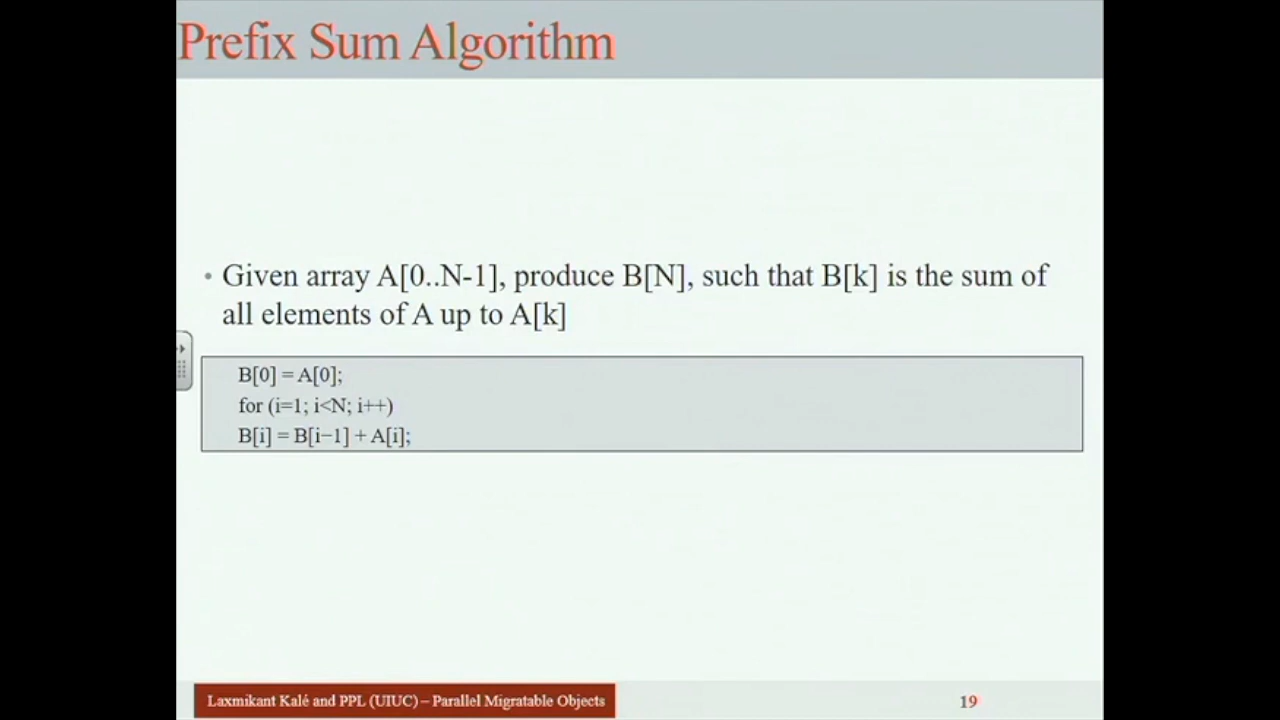 Prefix Sum Algorithm
• Given array A[0..N-1], produce B[N], such that B[k] is the sum of
all elements of A up to A[k]
B[0] = A[0];
for (i=1; i<N; i++)
B[i] = B[i−1] + A[i];
Laxmikant Kalé and PPL (UIUC) – Parallel Migratable Objects
19